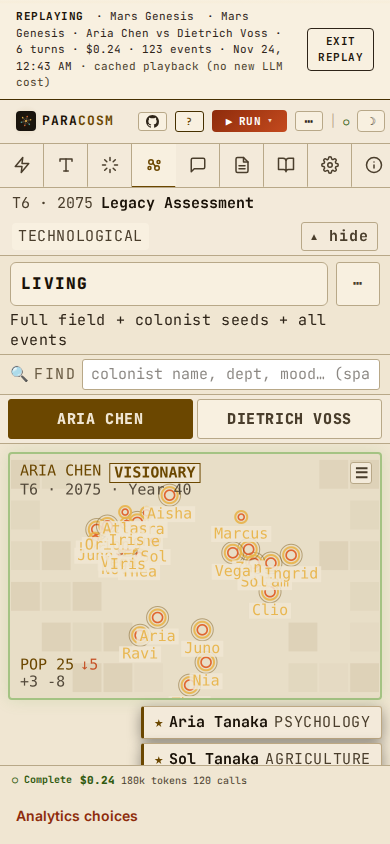 REPLAYING · Mars Genesis · Mars
Genesis · Aria Chen vs Dietrich Voss ·
6 turns · $0.24 · 123 events · Nov 24,
12:43 AM · cached playback (no new LLM
cost)
EXIT
REPLAY
PARACOSM
?
▶ RUN ▾
⋯
T6 · 2075 Legacy Assessment
TECHNOLOGICAL
▴ hide
LIVING
⋯
Full field + colonist seeds + all
events
FIND
colonist name, dept, mood… (spa
ARIA CHEN
DIETRICH VOSS
ARIA CHEN VISIONARY
T6 · 2075 · Year 40
Aisha
Atlas
Iris
Sol
Iris
Marcus
Vega
Ingrid
Clio
Aria
Ravi
Juno
Nia
POP 25 ↓5
+3 -8
★ Aria Tanaka PSYCHOLOGY
★ Sol Tanaka AGRICULTURE
○ Complete $0.24 180k tokens 120 calls
Analytics choices